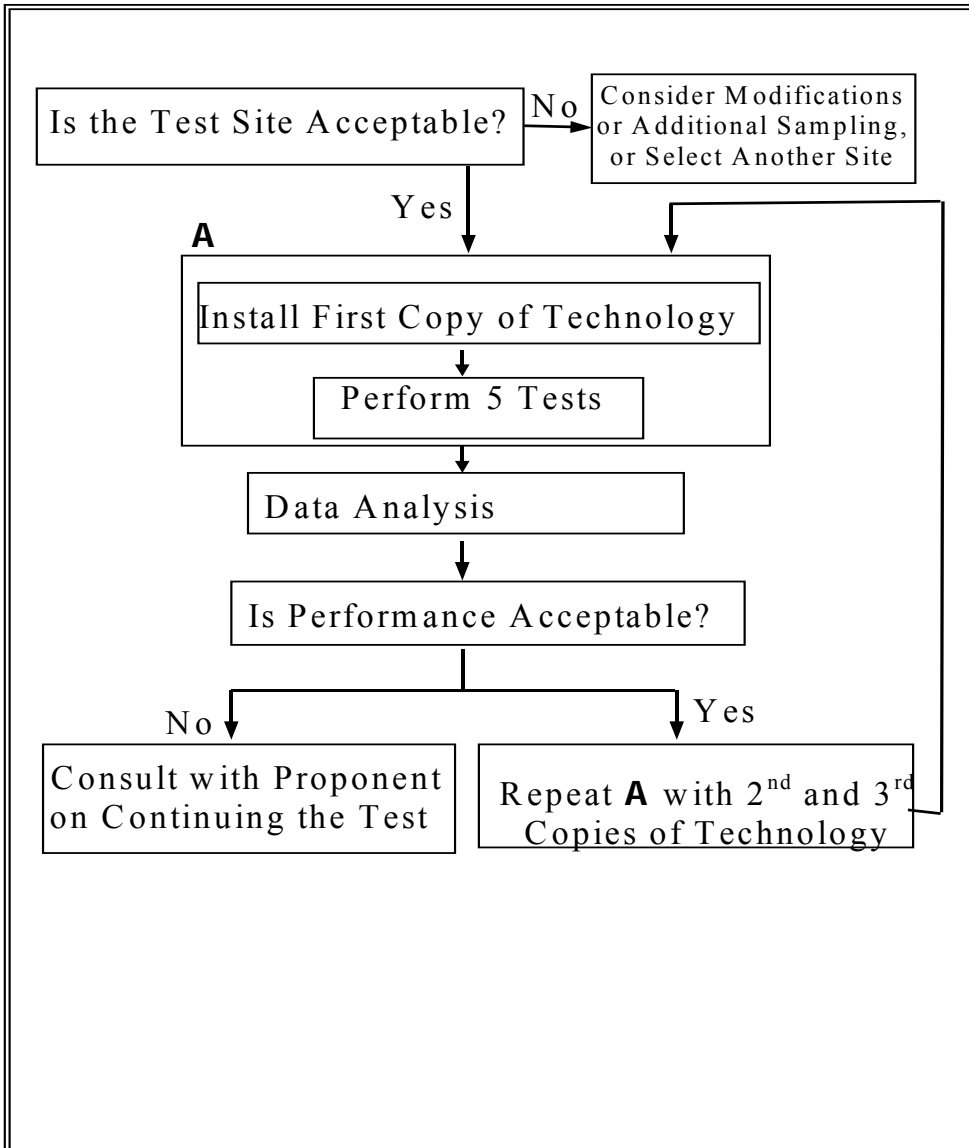 Is the Test Site Acceptable?
No
Consider Modifications
or Additional Sampling,
or Select Another Site
Yes
A
Install First Copy of Technology
Perform 5 Tests
Data Analysis
Is Performance Acceptable?
No
Yes
Consult with Proponent
on Continuing the Test
Repeat A with 2nd and 3rd
Copies of Technology